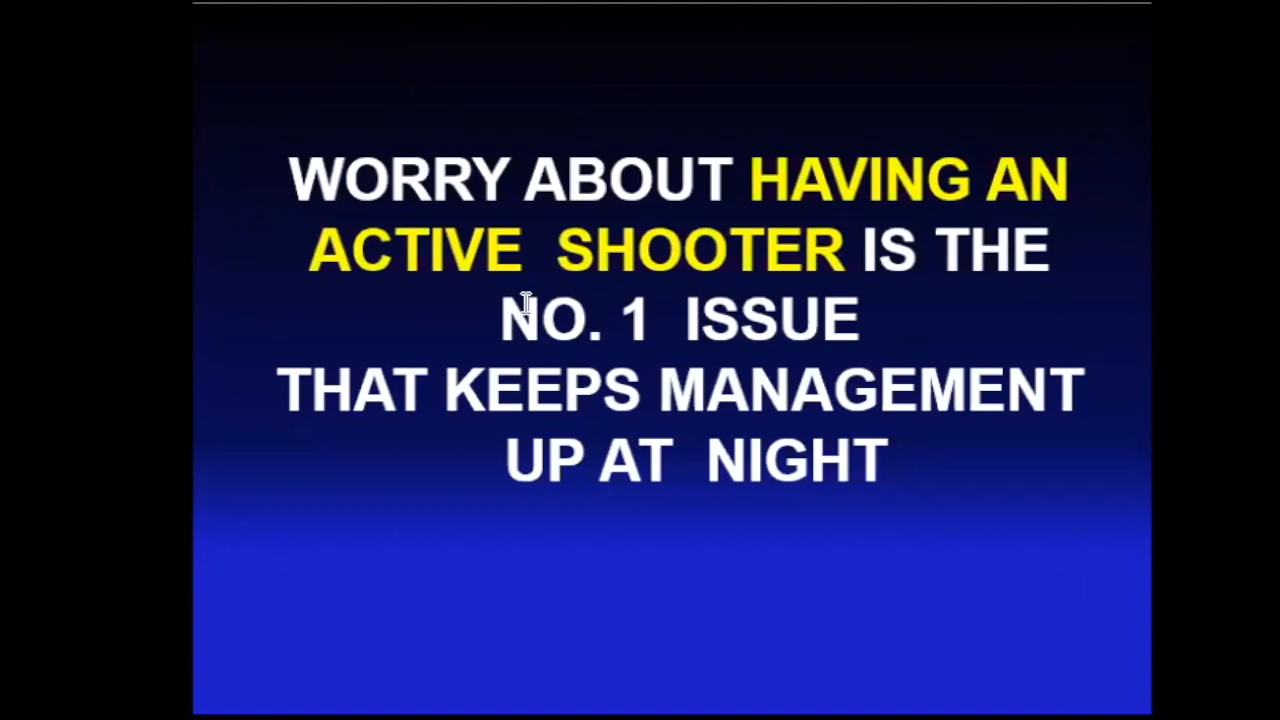 WORRY ABOUT HAVING AN
ACTIVE SHOOTER IS THE
NO. 1 ISSUE
THAT KEEPS MANAGEMENT
UP AT NIGHT